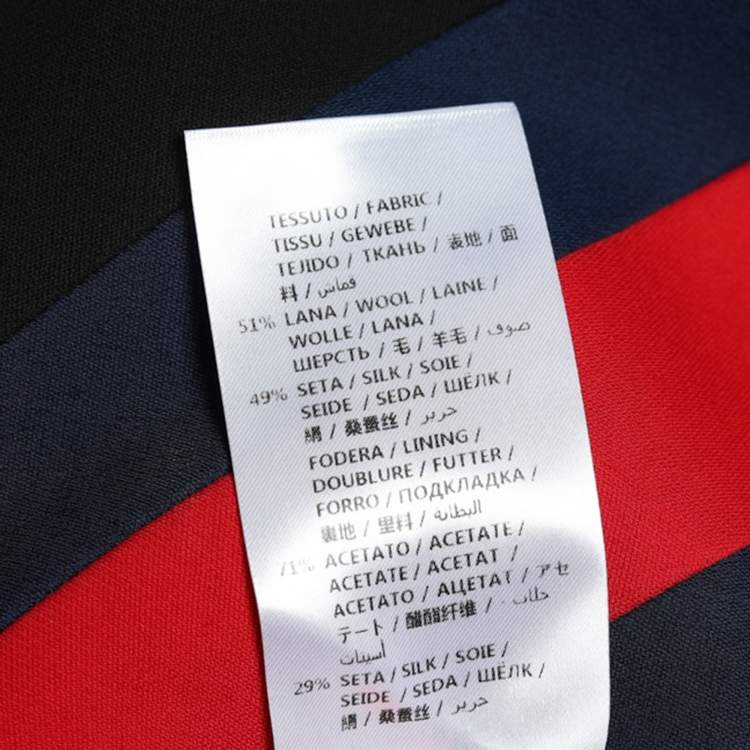 TESSUTO / FABRIC /
TISSU / GEWEBE /
TEJIDO / ТКАНЬ / 表地 / 面
料 / قماش
51% LANA / WOOL / LAINE /
WOLLE / LANA /
ШЕРСТЬ / 毛 / 羊毛 / صوف
49% SETA / SILK / SOIE /
SEIDE / SEDA / ШЁЛК /
絹 / 桑蚕丝 / حرير
FODERA / LINING /
DOUBLURE / FUTTER /
FORRO / ПОДКЛАДКА /
裏地 / 里料 / البطانة
71% ACETATO / ACETATE /
ACETATE / ACETAT /
ACETATO / АЦЕТАТ / アセ
テート / 醋酯纤维 /
أسيتات
29% SETA / SILK / SOIE /
SEIDE / SEDA / ШЁЛК /
絹 / 桑蚕丝 / حرير